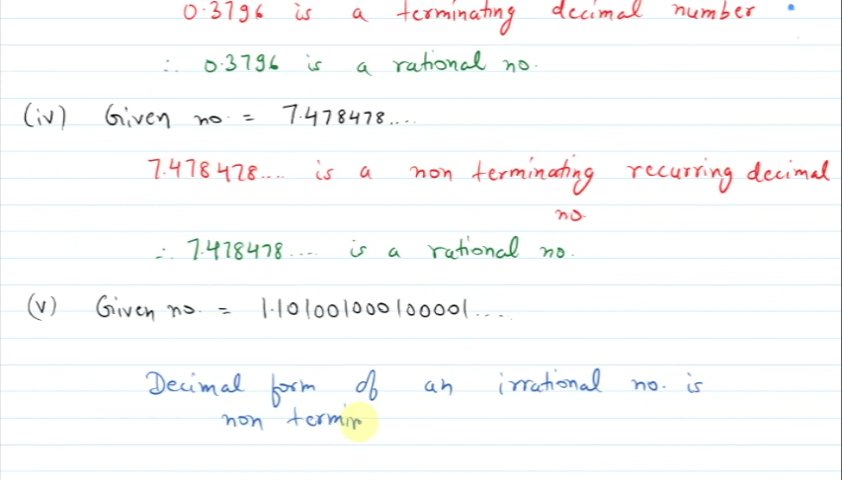 0.3796 is a terminating decimal number
∴ 0.3796 is a rational no.
(iv) Given no. = 7.478478....
7.478478.... is a non terminating recurring decimal
no.
∴ 7.478478.... is a rational no.
(v) Given no. = 1.101001000100001....
Decimal form of an irrational no. is
non termin